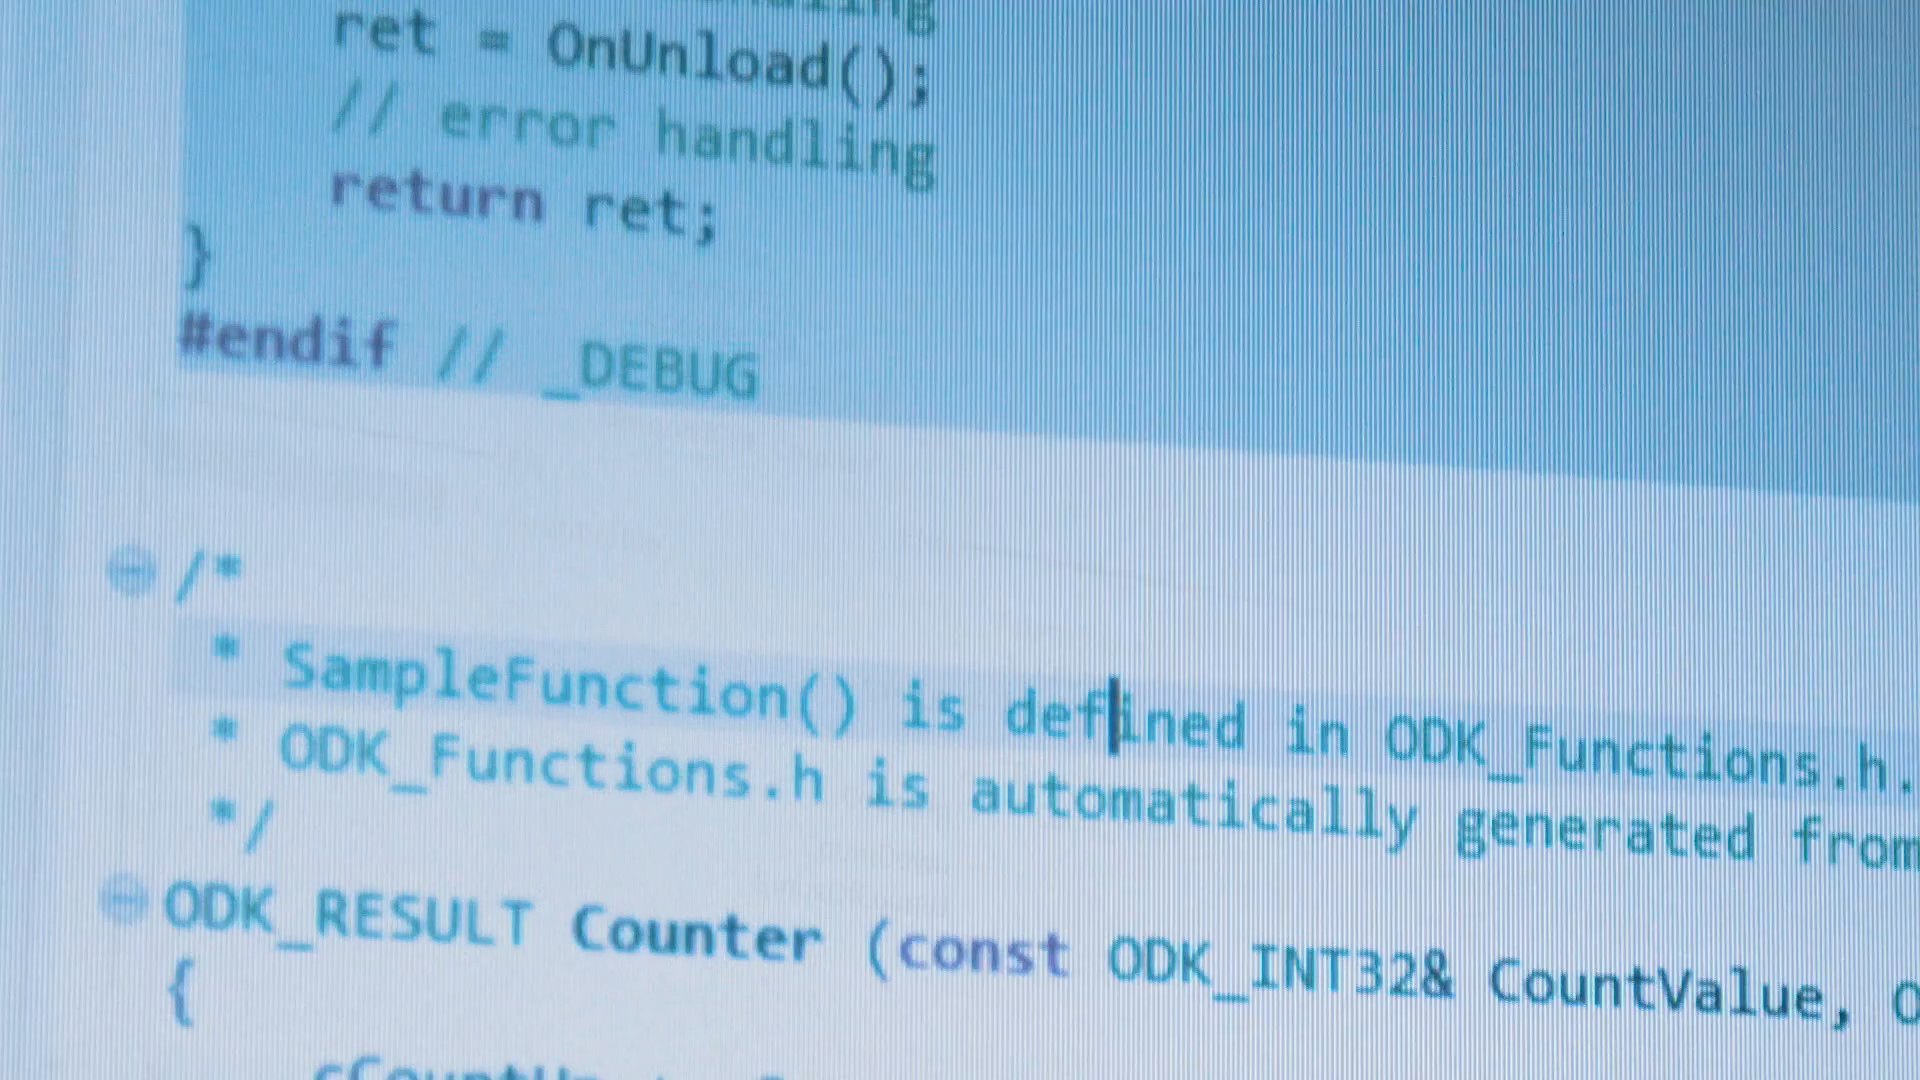 ret = OnUnload();
// error handling
return ret;
}
#endif // _DEBUG
/*
* SampleFunction() is defined in ODK_Functions.h.
* ODK_Functions.h is automatically generated from
*/
ODK_RESULT Counter (const ODK_INT32& CountValue, O
{